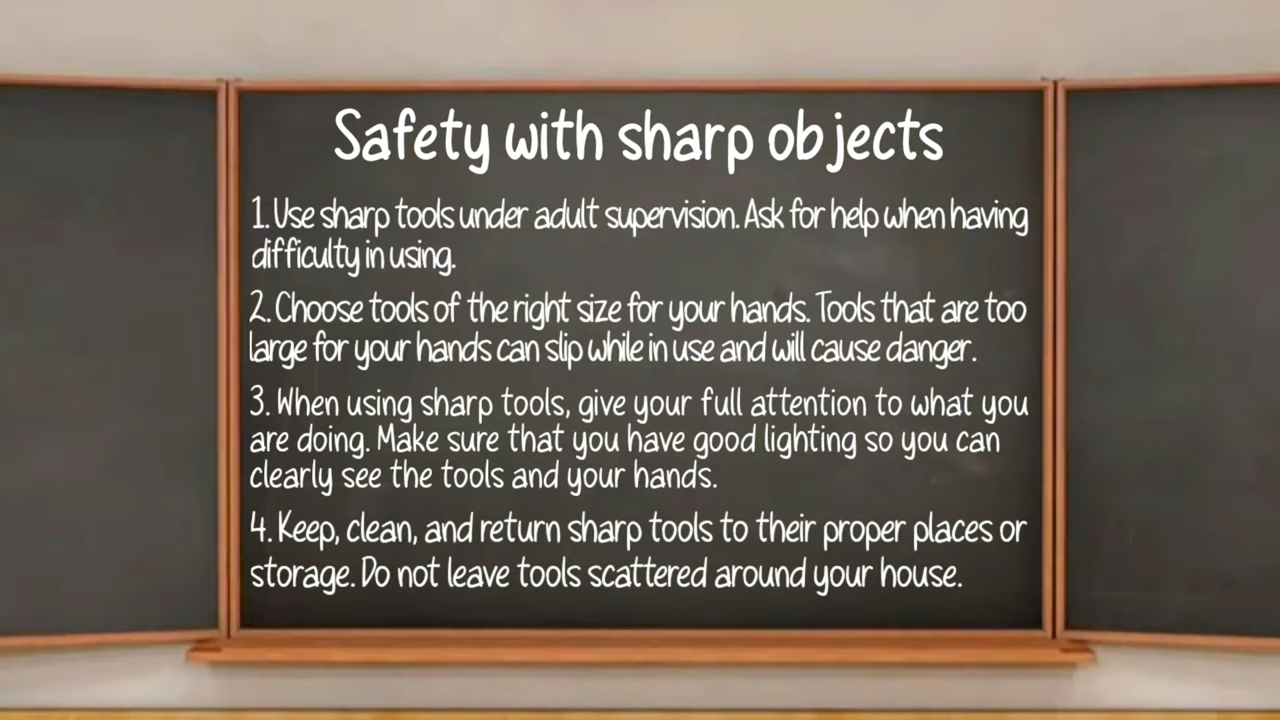 Safety with sharp objects
1. Use sharp tools under adult supervision. Ask for help when having
difficulty in using.
2. Choose tools of the right size for your hands. Tools that are too
large for your hands can slip while in use and will cause danger.
3. When using sharp tools, give your full attention to what you
are doing. Make sure that you have good lighting so you can
clearly see the tools and your hands.
4. Keep, clean, and return sharp tools to their proper places or
storage. Do not leave tools scattered around your house.